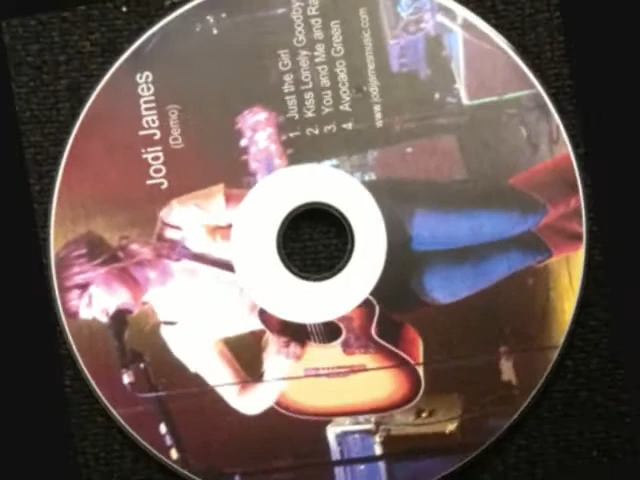 Jodi James
(Demo)
1. Just the Girl
2. Kiss Lonely Goodby
3. You and Me and Ra
4. Avocado Green
www.jodijamesmusic.com